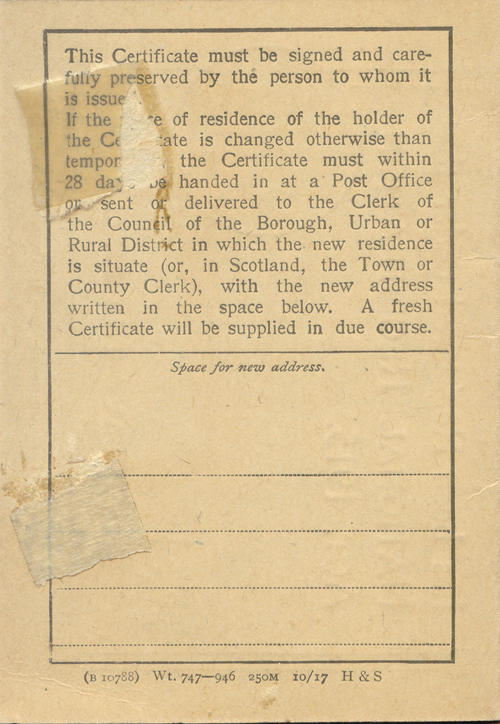 This Certificate must be signed and care-
fully preserved by the person to whom it
is issue
If the ce of residence of the holder of
the Ce ate is changed otherwise than
tempor the Certificate must within
28 days be handed in at a Post Office
or sent or delivered to the Clerk of
the Council of the Borough, Urban or
Rural District in which the new residence
is situate (or, in Scotland, the Town or
County Clerk), with the new address
written in the space below. A fresh
Certificate will be supplied in due course.
Space for new address.
(B 10788) Wt. 747—946 250M 10/17 H & S